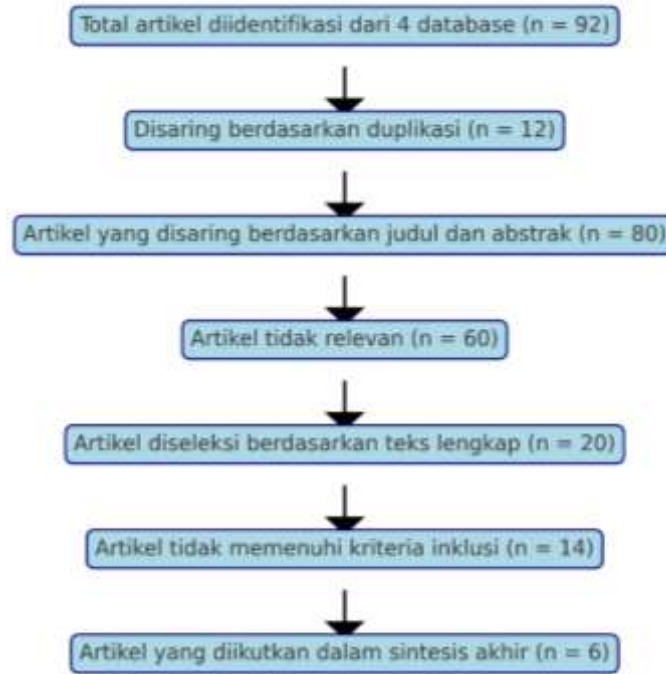 Total artikel diidentifikasi dari 4 database (n = 92)
Disaring berdasarkan duplikasi (n = 12)
Artikel yang disaring berdasarkan judul dan abstrak (n = 80)
Artikel tidak relevan (n = 60)
Artikel diseleksi berdasarkan teks lengkap (n = 20)
Artikel tidak memenuhi kriteria inklusi (n = 14)
Artikel yang diikutkan dalam sintesis akhir (n = 6)